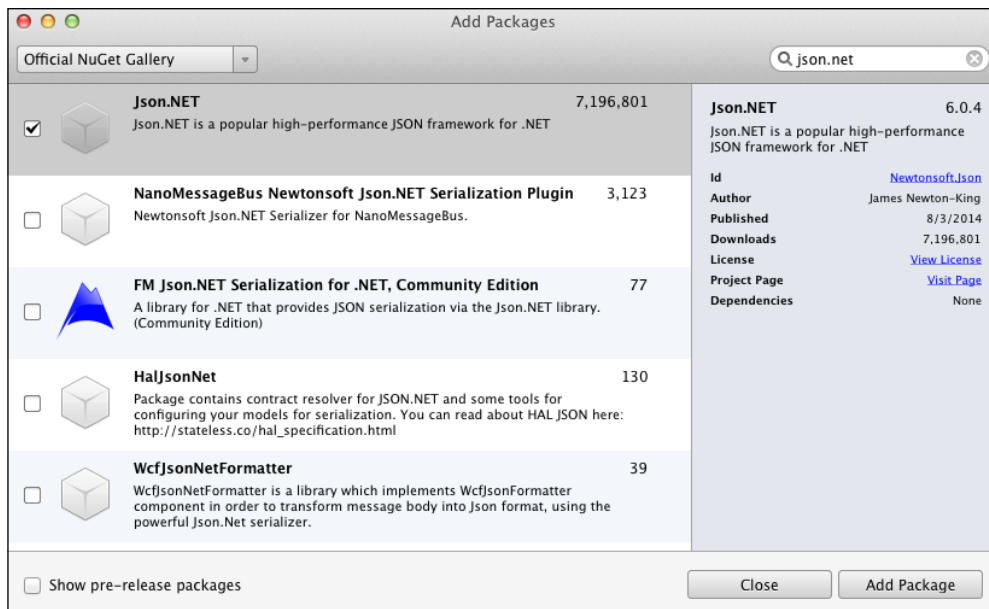 Add Packages
Official NuGet Gallery
json.net
Json.NET 7,196,801
Json.NET is a popular high-performance JSON framework for .NET
NanoMessageBus Newtonsoft Json.NET Serialization Plugin 3,123
Newtonsoft Json.NET Serializer for NanoMessageBus.
FM Json.NET Serialization for .NET, Community Edition 77
A library for .NET that provides JSON serialization via the Json.NET library.
(Community Edition)
HalJsonNet 130
Package contains contract resolver for JSON.NET and some tools for
configuring your models for serialization. You can read about HAL JSON here:
http://stateless.co/hal_specification.html
WcfJsonNetFormatter 39
WcfJsonNetFormatter is a library which implements WcfJsonFormatter
component in order to transform message body into Json format, using the
powerful Json.Net serializer.
Json.NET 6.0.4
Json.NET is a popular high-performance
JSON framework for .NET
Id Newtonsoft.Json
Author James Newton-King
Published 8/3/2014
Downloads 7,196,801
License View License
Project Page Visit Page
Dependencies None
Show pre-release packages
Close
Add Package